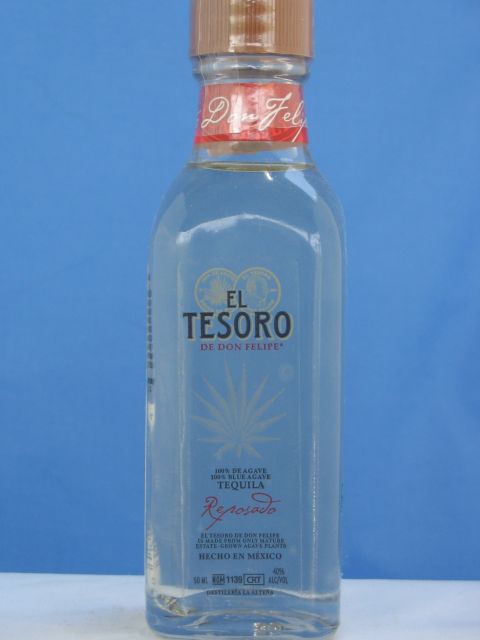 Don Felip
EL
TESORO
DE DON FELIPE®
100% DE AGAVE
100% BLUE AGAVE
TEQUILA
Reposado
EL TESORO DE DON FELIPE
IS MADE FROM ONLY MATURE
ESTATE-GROWN AGAVE PLANTS
HECHO EN MÉXICO
50 ML NOM 1139 CRT 40% ALC/VOL
DESTILERÍA LA ALTEÑA